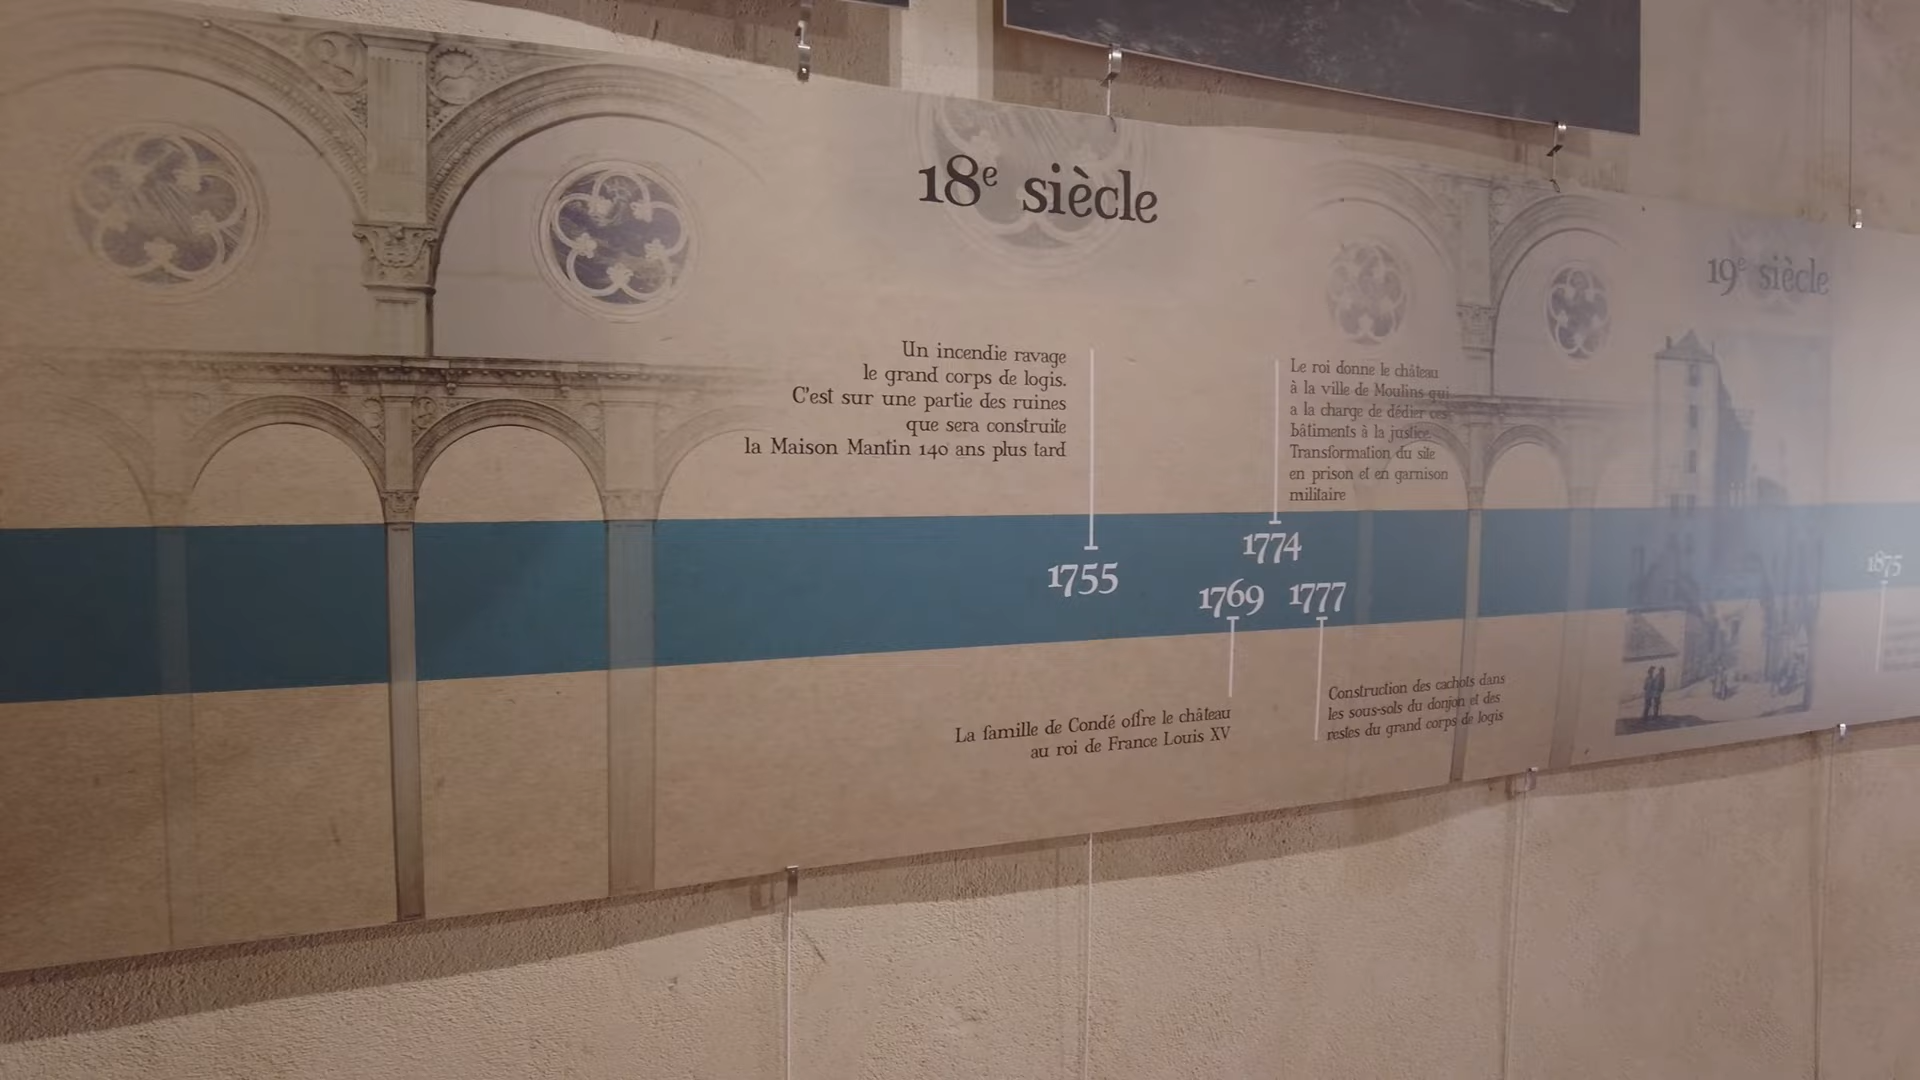 18e siècle
Un incendie ravage
le grand corps de logis.
C'est sur une partie des ruines
que sera construite
la Maison Mantin 140 ans plus tard
1755
La famille de Condé offre le château
au roi de France Louis XV
1769
Le roi donne le château
à la ville de Moulins qui
a la charge de dédier ces
bâtiments à la justice.
Transformation du site
en prison et en garnison
militaire
1774
1777
Construction des cachots dans
les sous-sols du donjon et des
restes du grand corps de logis
19e siècle
1875